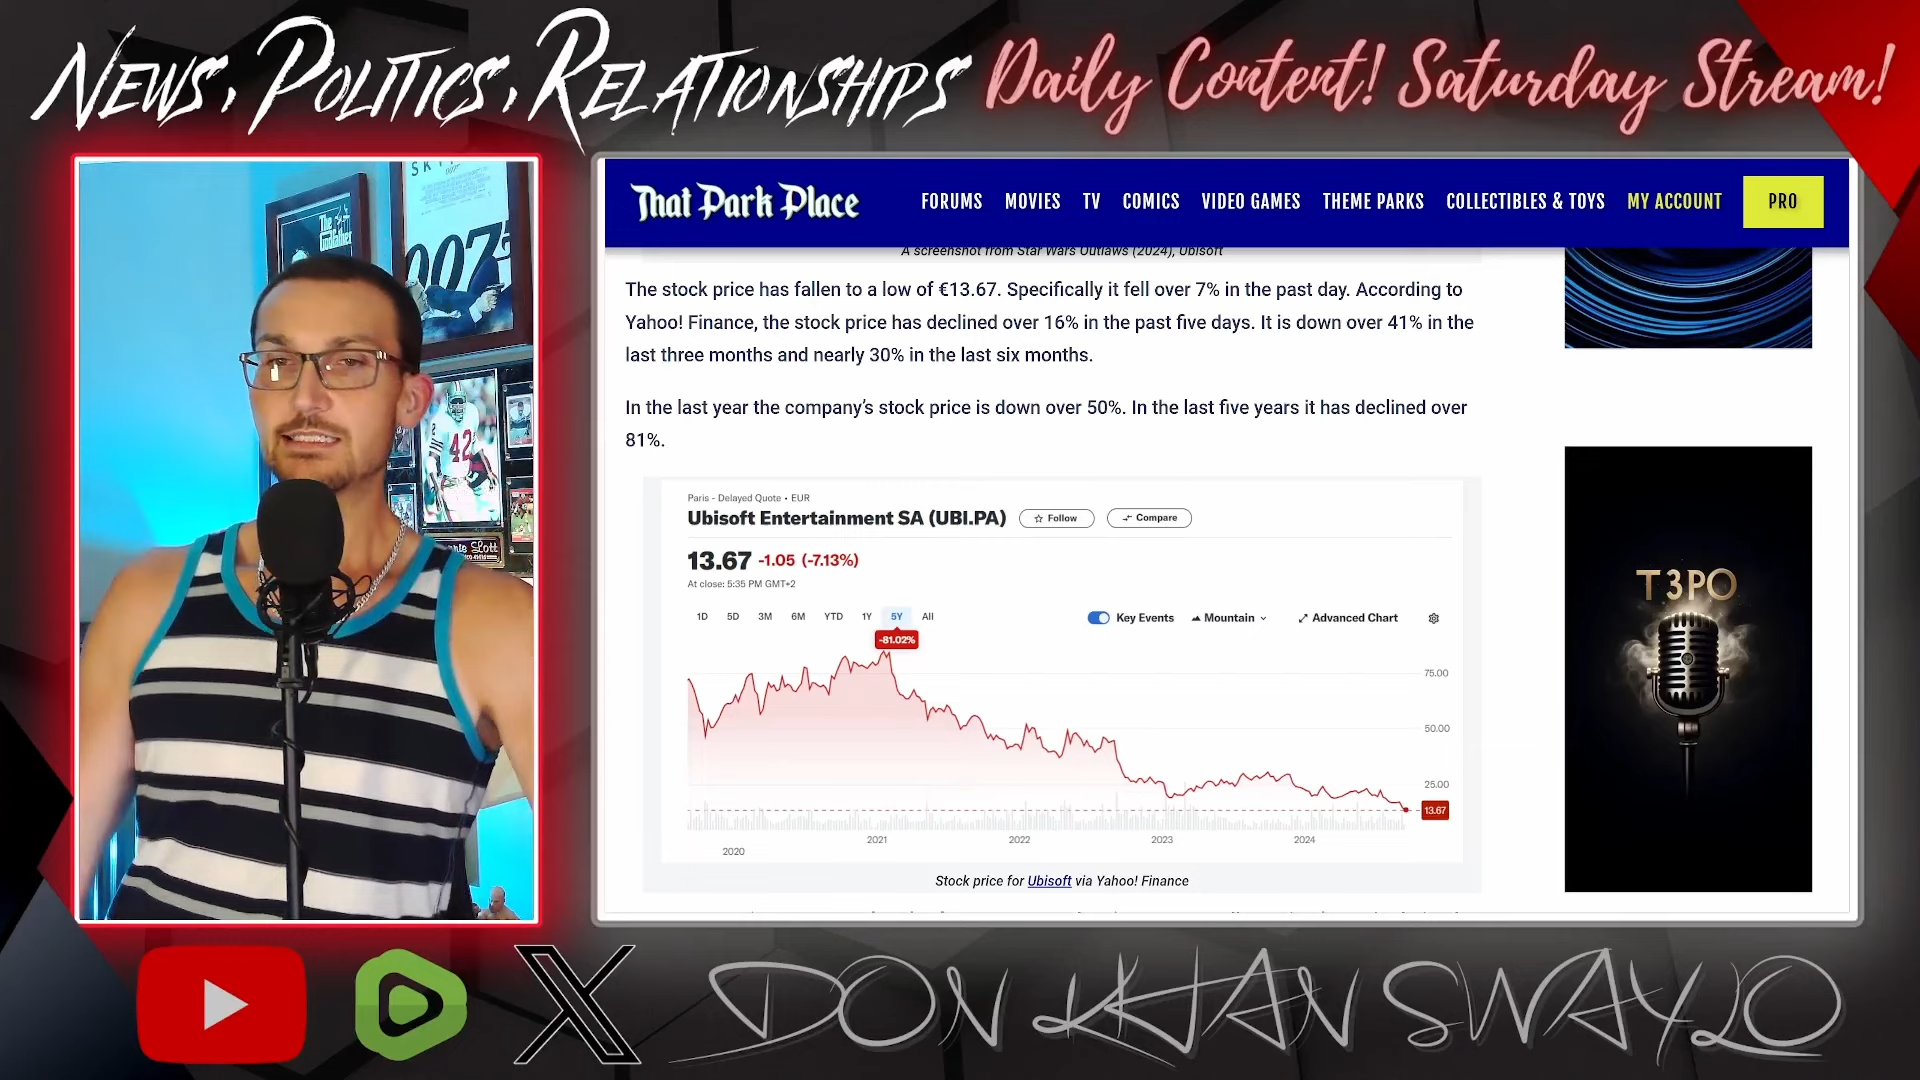 NEWS, POLITICS, RELATIONSHIPS
Daily Content! Saturday Stream!
The Godfather
SKY
007
42
nie Lott
That Park Place
FORUMS MOVIES TV COMICS VIDEO GAMES THEME PARKS COLLECTIBLES & TOYS MY ACCOUNT PRO
A screenshot from Star Wars Outlaws (2024), Ubisoft
The stock price has fallen to a low of €13.67. Specifically it fell over 7% in the past day. According to
Yahoo! Finance, the stock price has declined over 16% in the past five days. It is down over 41% in the
last three months and nearly 30% in the last six months.
In the last year the company’s stock price is down over 50%. In the last five years it has declined over
81%.
Paris - Delayed Quote • EUR
Ubisoft Entertainment SA (UBI.PA) Follow Compare
13.67 -1.05 (-7.13%)
At close: 5:35 PM GMT+2
1D 5D 3M 6M YTD 1Y 5Y All Key Events Mountain Advanced Chart
-81.02%
75.00
50.00
25.00
13.67
2020 2021 2022 2023 2024
Stock price for Ubisoft via Yahoo! Finance
T3PO
X
DON KHAN SWAYLO